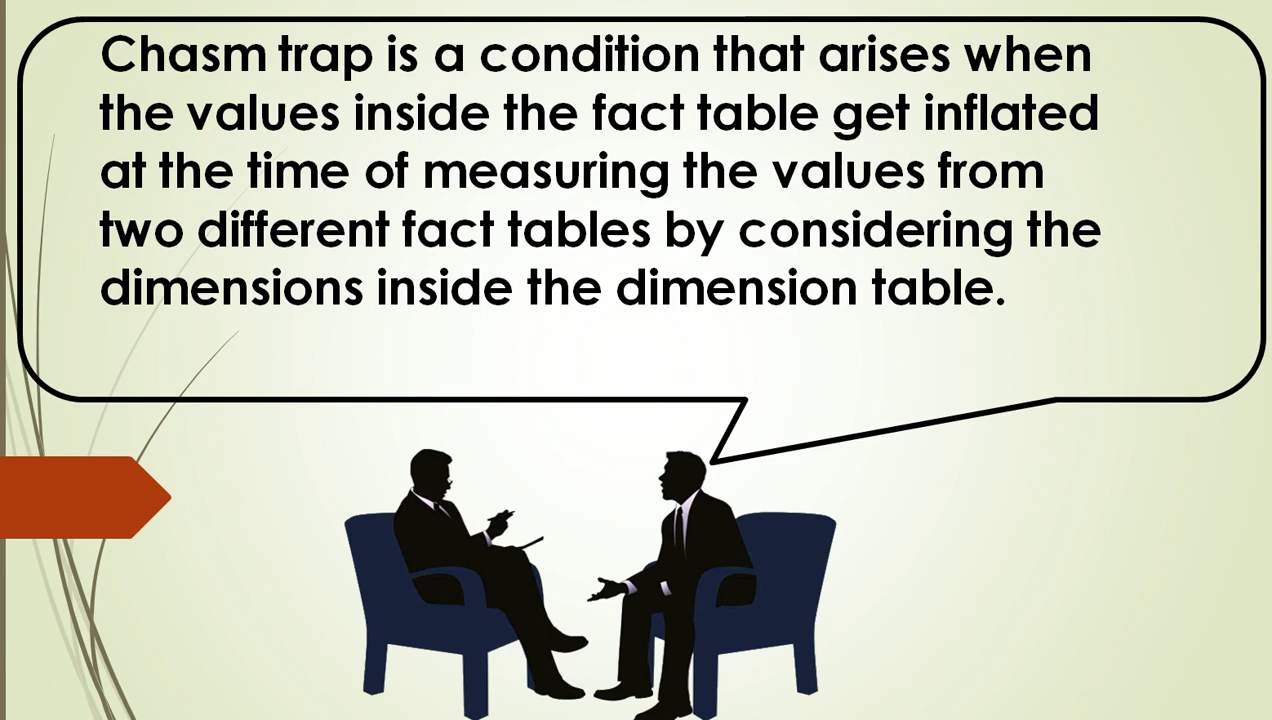 Chasm trap is a condition that arises when
the values inside the fact table get inflated
at the time of measuring the values from
two different fact tables by considering the
dimensions inside the dimension table.